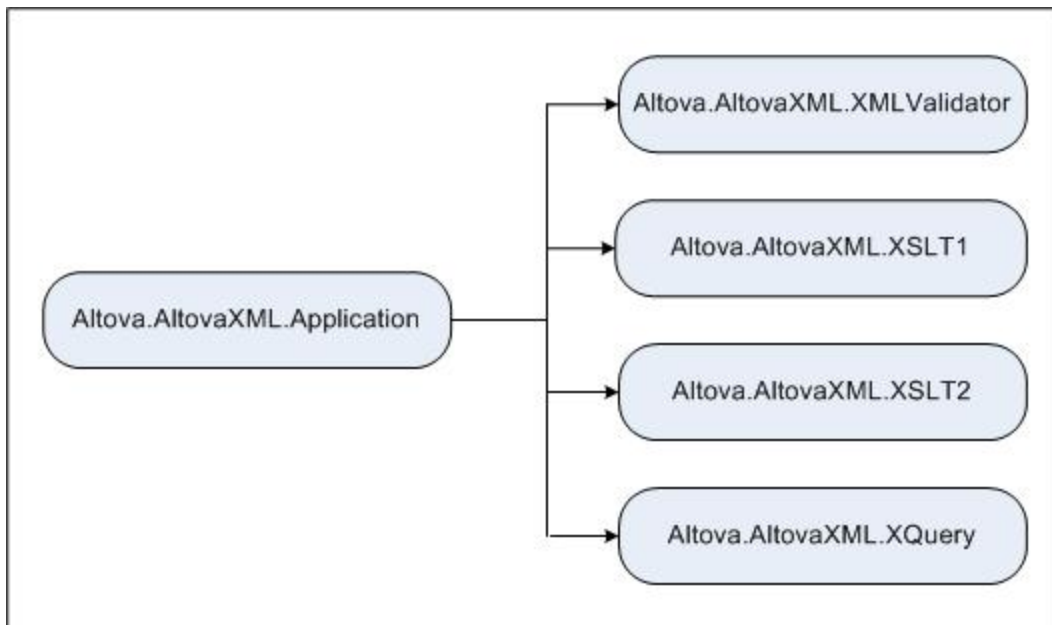 Altova.AltovaXML.XMLValidator
Altova.AltovaXML.XSLT1
Altova.AltovaXML.Application
Altova.AltovaXML.XSLT2
Altova.AltovaXML.XQuery